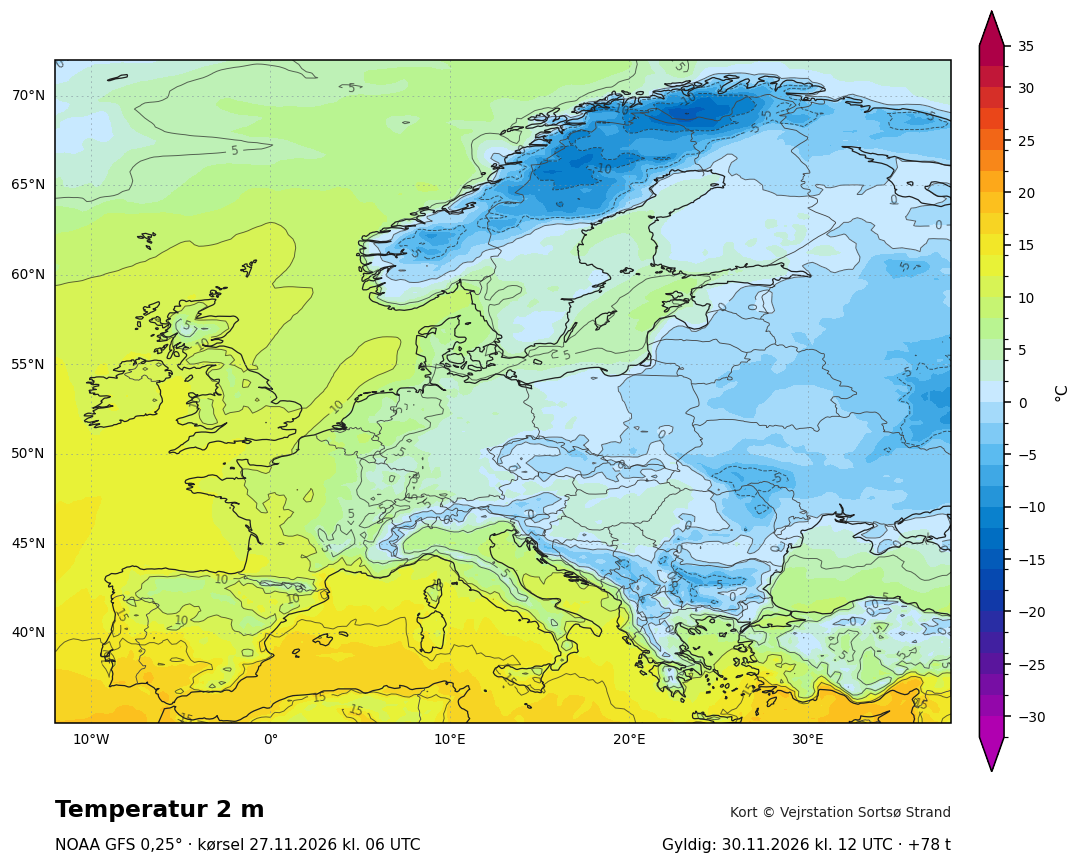 35
30
25
20
15
10
5
0
−5
−10
−15
−20
−25
−30
°C
70°N
65°N
60°N
55°N
50°N
45°N
40°N
10°W 0° 10°E 20°E 30°E
Temperatur 2 m
Kort © Vejrstation Sortsø Strand
NOAA GFS 0,25° · kørsel 27.11.2026 kl. 06 UTC
Gyldig: 30.11.2026 kl. 12 UTC · +78 t